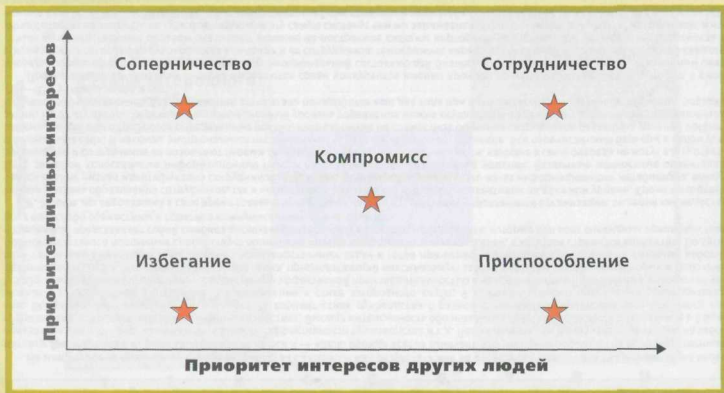 Приоритет личных интересов
Соперничество
Сотрудничество
Компромисс
Избегание
Приспособление
Приоритет интересов других людей